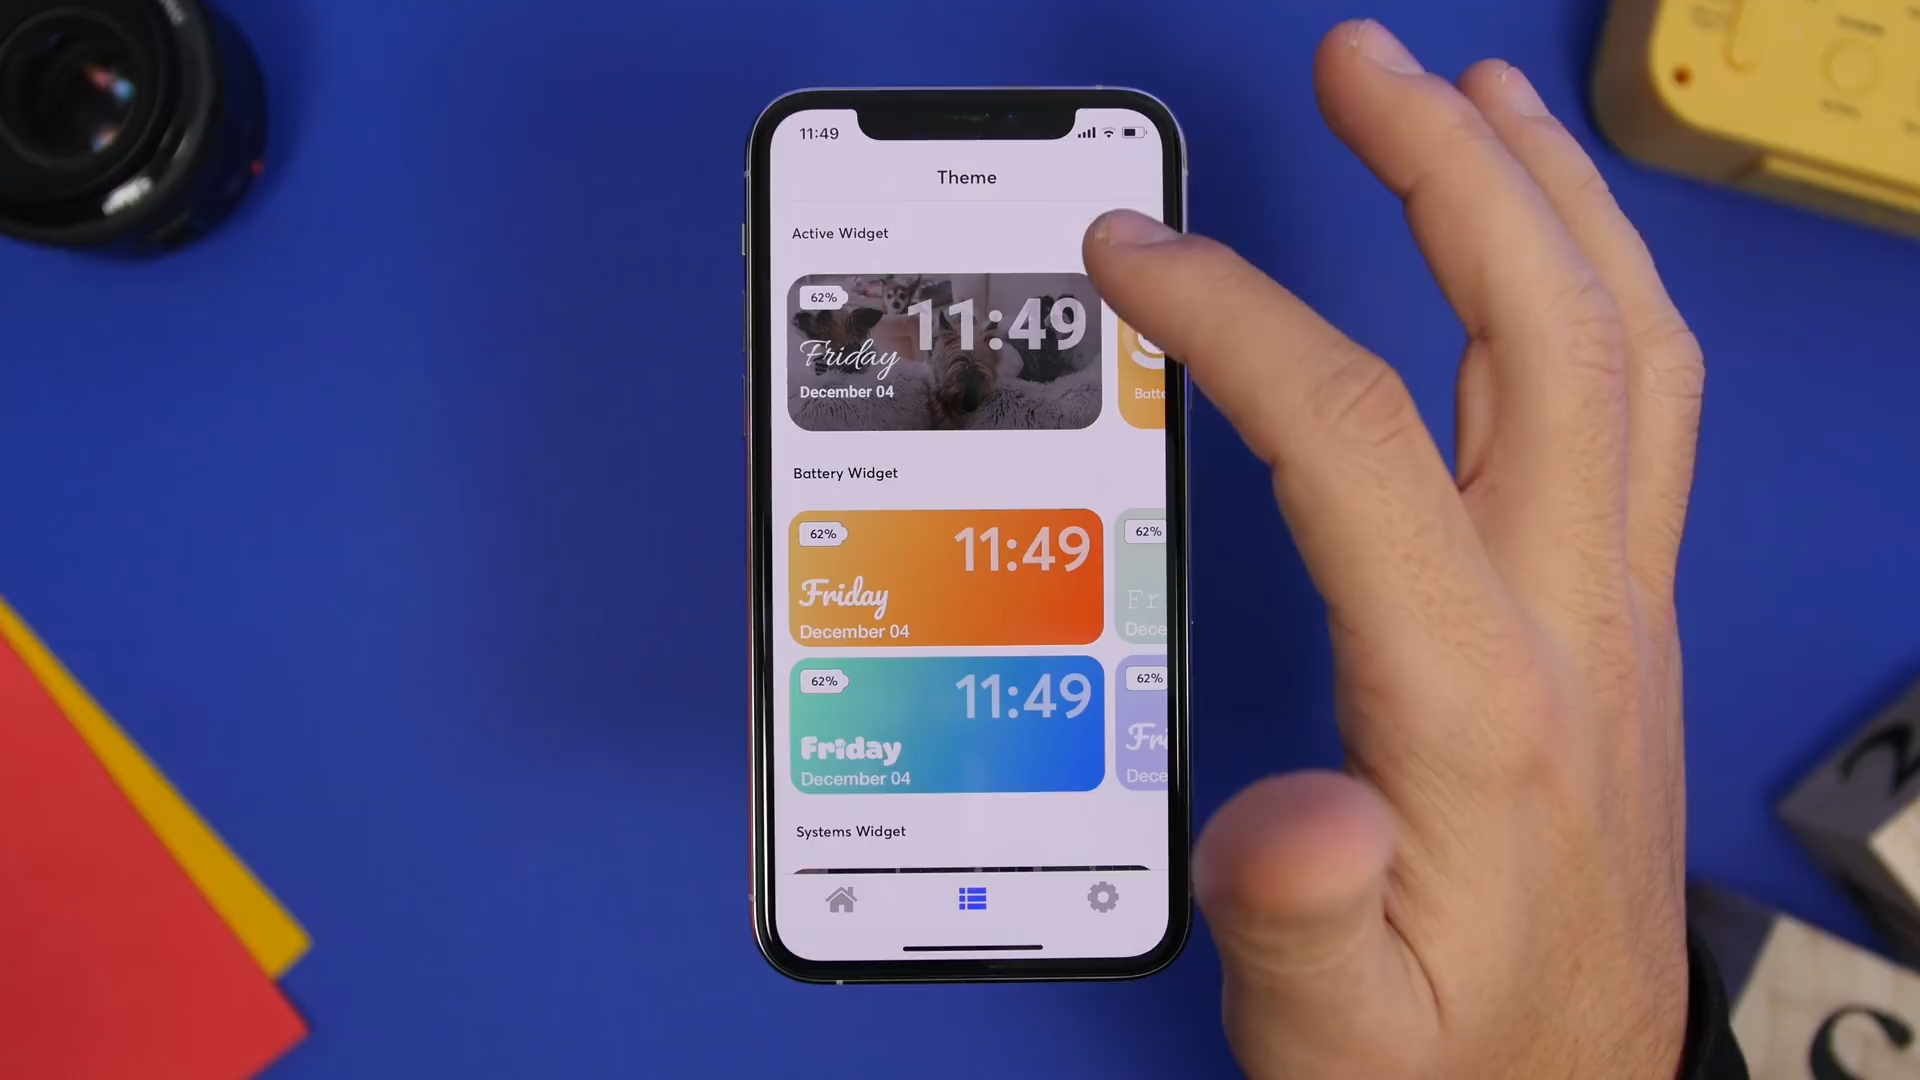 11:49
Theme
Active Widget
62%
11:49
Friday
December 04
Batte
Battery Widget
62%
11:49
Friday
December 04
62%
Fr
Dece
62%
11:49
Friday
December 04
62%
Fri
Dece
Systems Widget
2
C